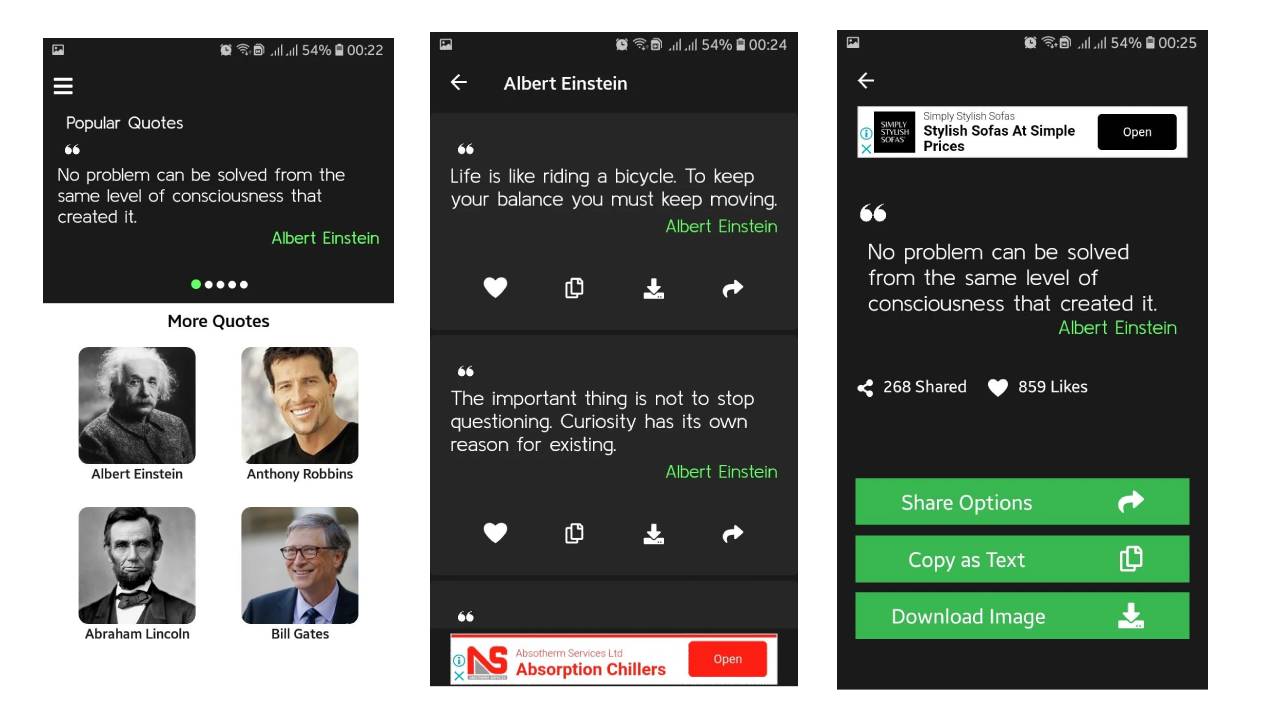 54% 00:22
Popular Quotes
“
No problem can be solved from the
same level of consciousness that
created it.
Albert Einstein
More Quotes
Albert Einstein
Anthony Robbins
Abraham Lincoln
Bill Gates
54% 00:24
Albert Einstein
“
Life is like riding a bicycle. To keep
your balance you must keep moving.
Albert Einstein
“
The important thing is not to stop
questioning. Curiosity has its own
reason for existing.
Albert Einstein
“
NS
Absotherm Services Ltd
Absorption Chillers
Open
54% 00:25
SIMPLY
STYLISH
SOFAS
Simply Stylish Sofas
Stylish Sofas At Simple
Prices
Open
“
No problem can be solved
from the same level of
consciousness that created it.
Albert Einstein
268 Shared
859 Likes
Share Options
Copy as Text
Download Image